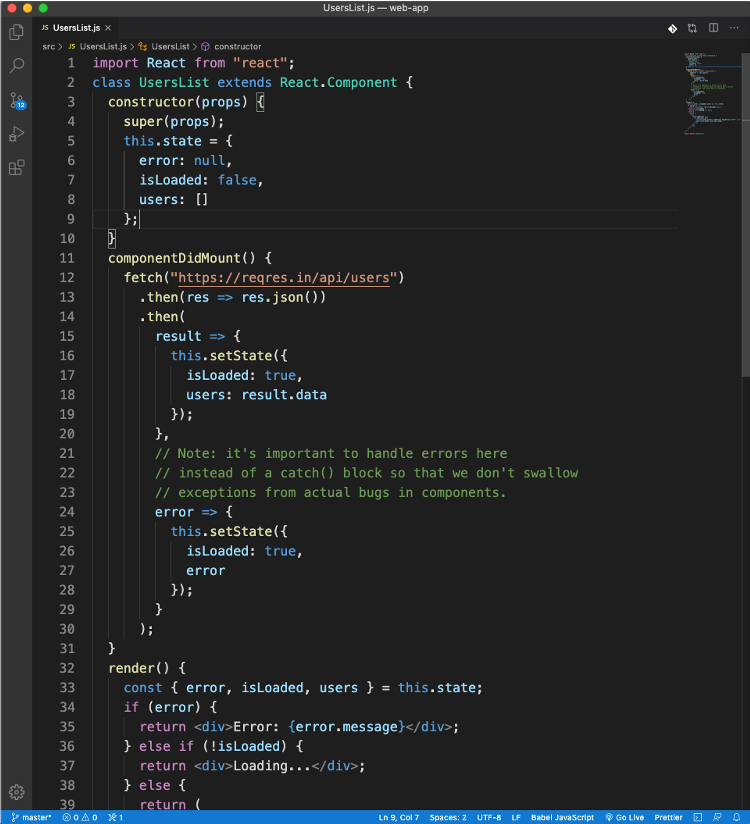 UsersList.js — web-app
JS UsersList.js ×
src > JS UsersList.js > UsersList > constructor
1 import React from "react";
2 class UsersList extends React.Component {
3 constructor(props) {
4 super(props);
5 this.state = {
6 error: null,
7 isLoaded: false,
8 users: []
9 };
10 }
11 componentDidMount() {
12 fetch("https://reqres.in/api/users")
13 .then(res => res.json())
14 .then(
15 result => {
16 this.setState({
17 isLoaded: true,
18 users: result.data
19 });
20 },
21 // Note: it's important to handle errors here
22 // instead of a catch() block so that we don't swallow
23 // exceptions from actual bugs in components.
24 error => {
25 this.setState({
26 isLoaded: true,
27 error
28 });
29 }
30 );
31 }
32 render() {
33 const { error, isLoaded, users } = this.state;
34 if (error) {
35 return <div>Error: {error.message}</div>;
36 } else if (!isLoaded) {
37 return <div>Loading...</div>;
38 } else {
39 return (
12
master* 0 0 1 Ln 9, Col 7 Spaces: 2 UTF-8 LF Babel JavaScript Go Live Prettier